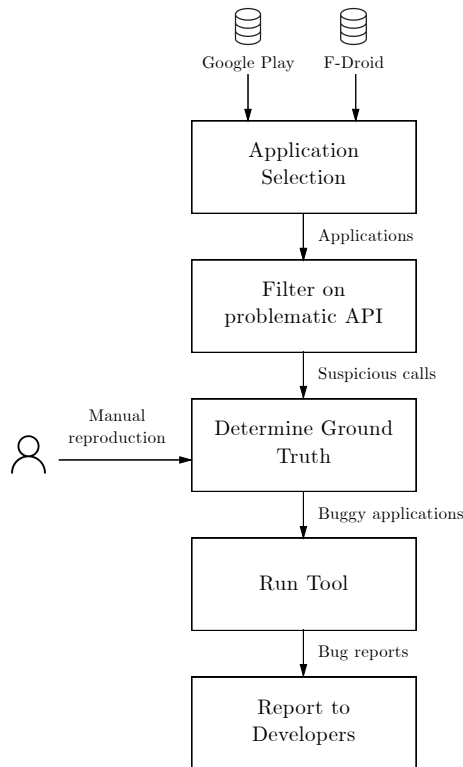 Google Play
F-Droid
Application
Selection
Applications
Filter on
problematic API
Suspicious calls
Manual
reproduction
Determine Ground
Truth
Buggy applications
Run Tool
Bug reports
Report to
Developers